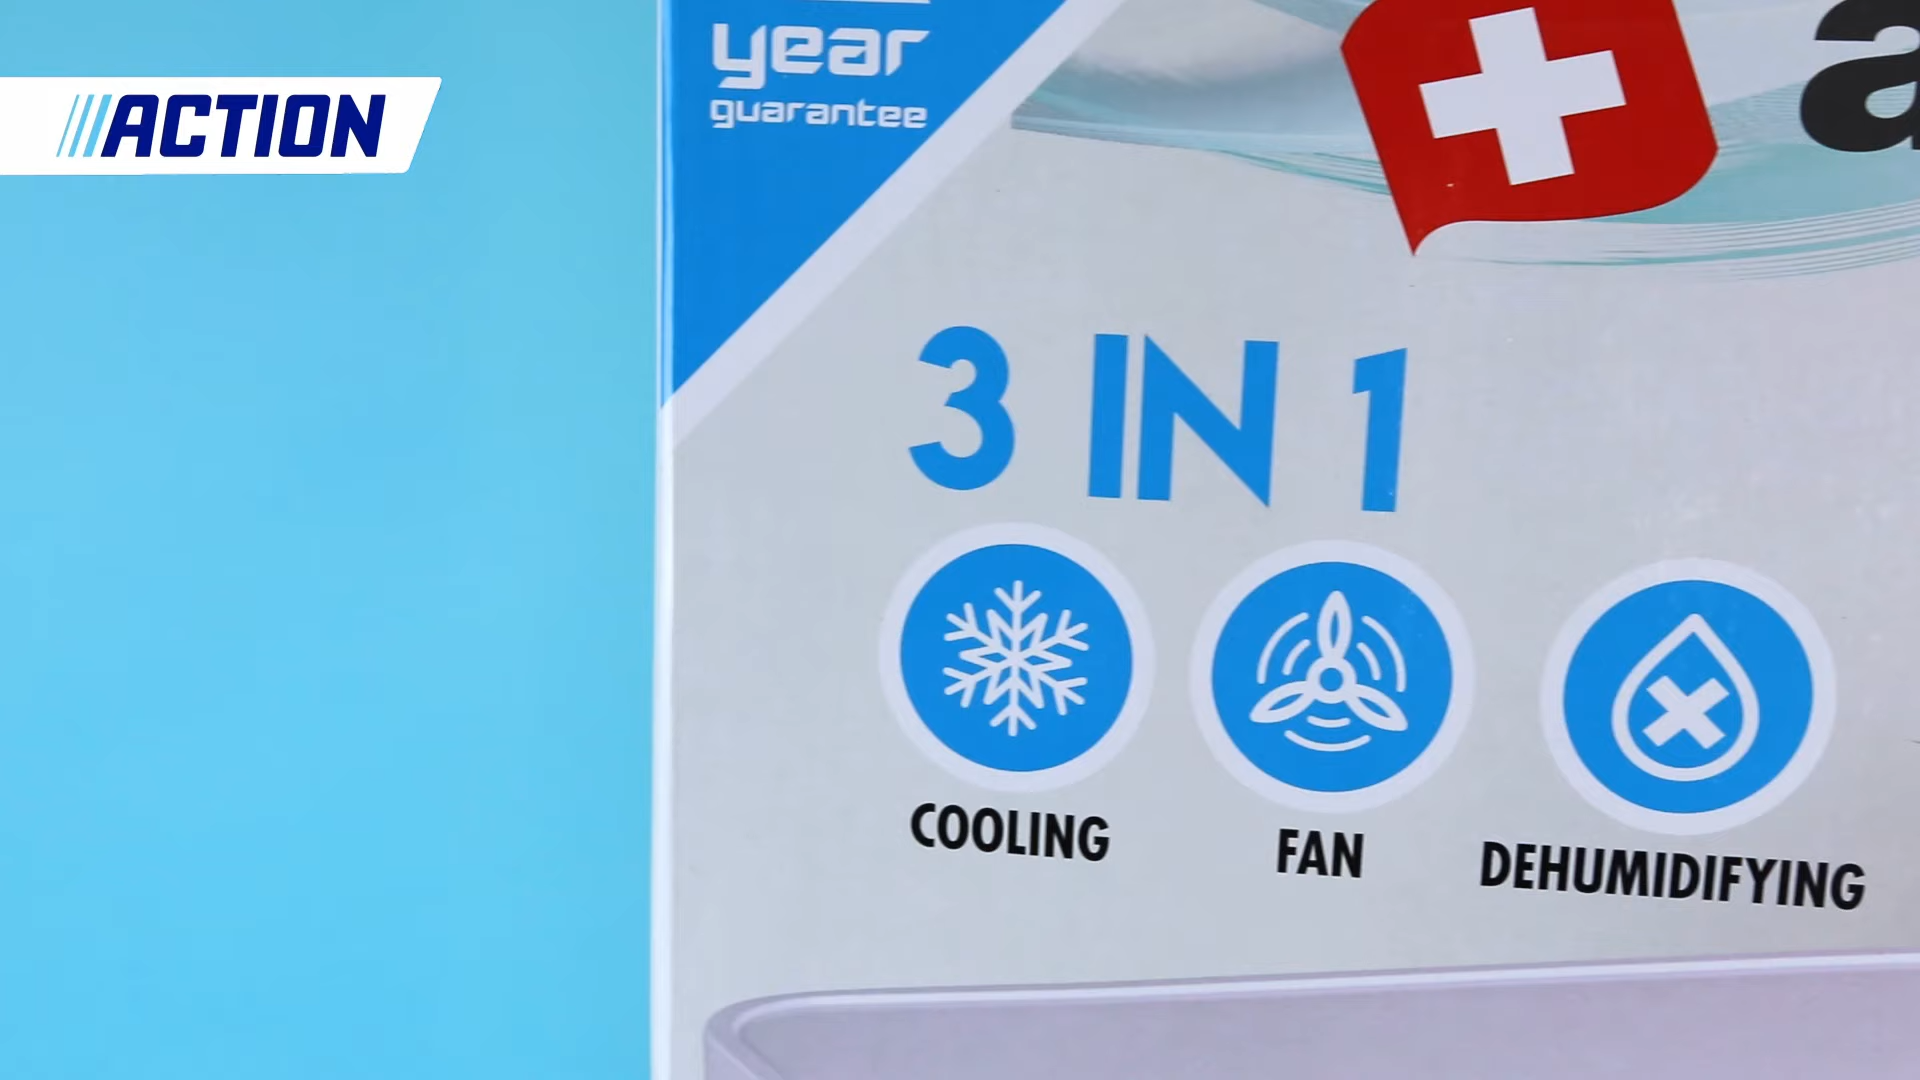 ACTION
year
guarantee
a
3 IN 1
COOLING
FAN
DEHUMIDIFYING